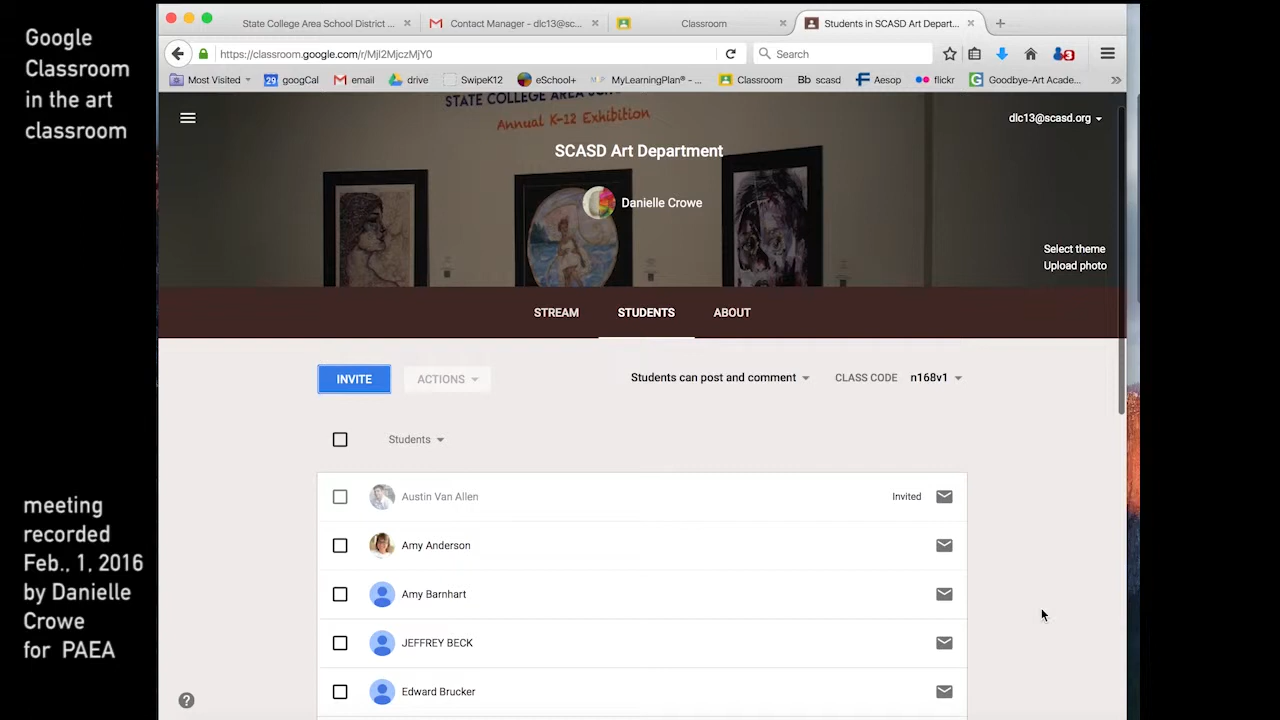 Google
Classroom
in the art
classroom
meeting
recorded
Feb., 1, 2016
by Danielle
Crowe
for PAEA
State College Area School District ...
Contact Manager - dlc13@sc...
Classroom
Students in SCASD Art Depart...
https://classroom.google.com/r/MjI2MjczMjY0
Search
3
Most Visited
29 googCal
email
drive
SwipeK12
eSchool+
MyLearningPlan® - ...
Classroom
Bb scasd
Aesop
flickr
Goodbye-Art Acade...
Annual K-12 Exhibition
dlc13@scasd.org
SCASD Art Department
Danielle Crowe
Select theme
Upload photo
STREAM
STUDENTS
ABOUT
INVITE
ACTIONS
Students can post and comment
CLASS CODE
n168v1
Students
Austin Van Allen
Invited
Amy Anderson
Amy Barnhart
JEFFREY BECK
Edward Brucker